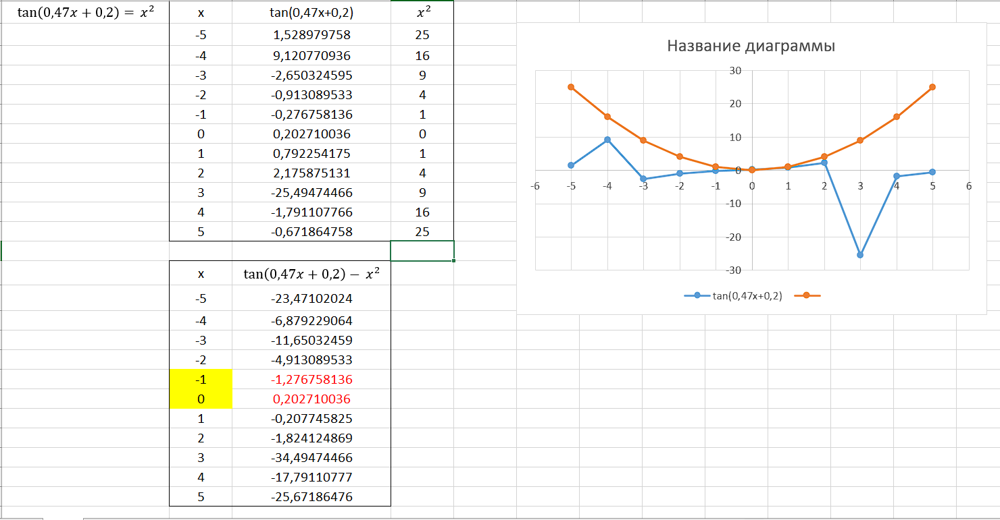 tan(0,47x + 0,2) = x² x tan(0,47x+0,2) x²
-5 1,528979758 25
-4 9,120770936 16
-3 -2,650324595 9
-2 -0,913089533 4
-1 -0,276758136 1
0 0,202710036 0
1 0,792254175 1
2 2,175875131 4
3 -25,49474466 9
4 -1,791107766 16
5 -0,671864758 25
x tan(0,47x + 0,2) − x²
-5 -23,47102024
-4 -6,879229064
-3 -11,65032459
-2 -4,913089533
-1 -1,276758136
0 0,202710036
1 -0,207745825
2 -1,824124869
3 -34,49474466
4 -17,79110777
5 -25,67186476
Название диаграммы
30
20
10
0
-6 -5 -4 -3 -2 -1 0 1 2 3 4 5 6
-10
-20
-30
tan(0,47x+0,2)